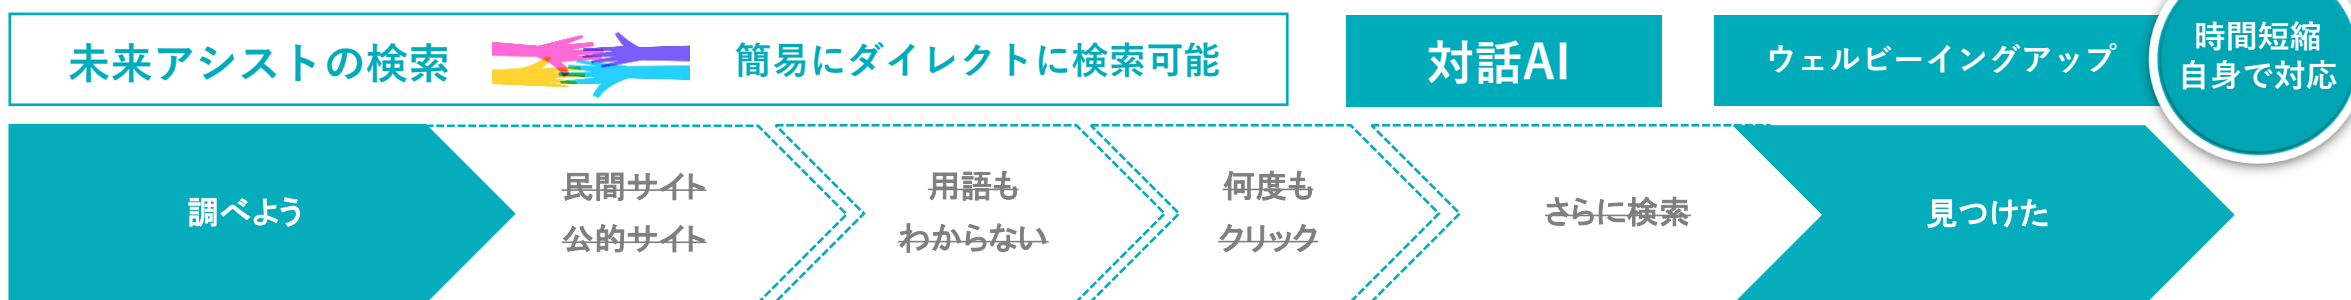 未来アシストの検索
簡易にダイレクトに検索可能
対話AI
ウェルビーイングアップ
時間短縮
自身で対応
調べよう
民間サイト
公的サイト
用語も
わからない
何度も
クリック
さらに検索
見つけた